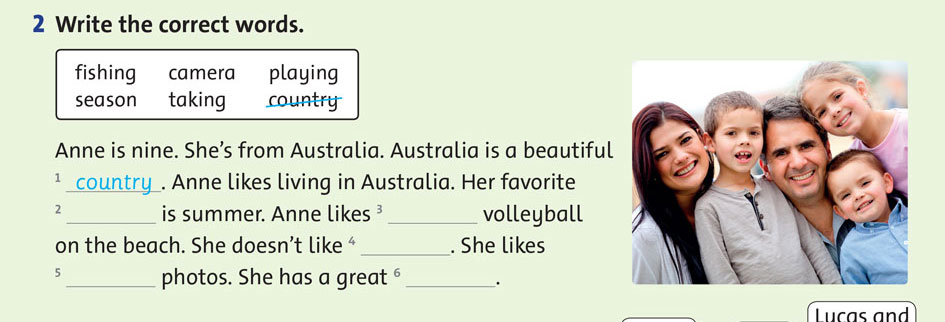 2 Write the correct words.
fishing camera playing
season taking country
Anne is nine. She's from Australia. Australia is a beautiful
1 country. Anne likes living in Australia. Her favorite
2 ________ is summer. Anne likes 3 ________ volleyball
on the beach. She doesn't like 4 ________. She likes
5 ________ photos. She has a great 6 ________.
Lucas and